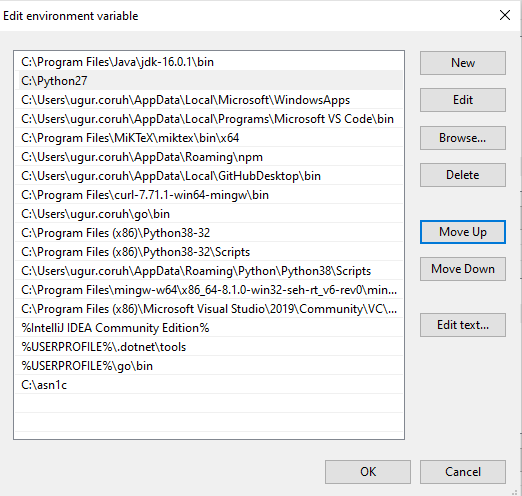 Edit environment variable
C:\Program Files\Java\jdk-16.0.1\bin
C:\Python27
C:\Users\ugur.coruh\AppData\Local\Microsoft\WindowsApps
C:\Users\ugur.coruh\AppData\Local\Programs\Microsoft VS Code\bin
C:\Program Files\MiKTeX\miktex\bin\x64
C:\Users\ugur.coruh\AppData\Roaming\npm
C:\Users\ugur.coruh\AppData\Local\GitHubDesktop\bin
C:\Program Files\curl-7.71.1-win64-mingw\bin
C:\Users\ugur.coruh\go\bin
C:\Program Files (x86)\Python38-32
C:\Program Files (x86)\Python38-32\Scripts
C:\Users\ugur.coruh\AppData\Roaming\Python\Python38\Scripts
C:\Program Files\mingw-w64\x86_64-8.1.0-win32-seh-rt_v6-rev0\min...
C:\Program Files (x86)\Microsoft Visual Studio\2019\Community\VC\...
%IntelliJ IDEA Community Edition%
%USERPROFILE%\.dotnet\tools
%USERPROFILE%\go\bin
C:\asn1c
New
Edit
Browse...
Delete
Move Up
Move Down
Edit text...
OK
Cancel